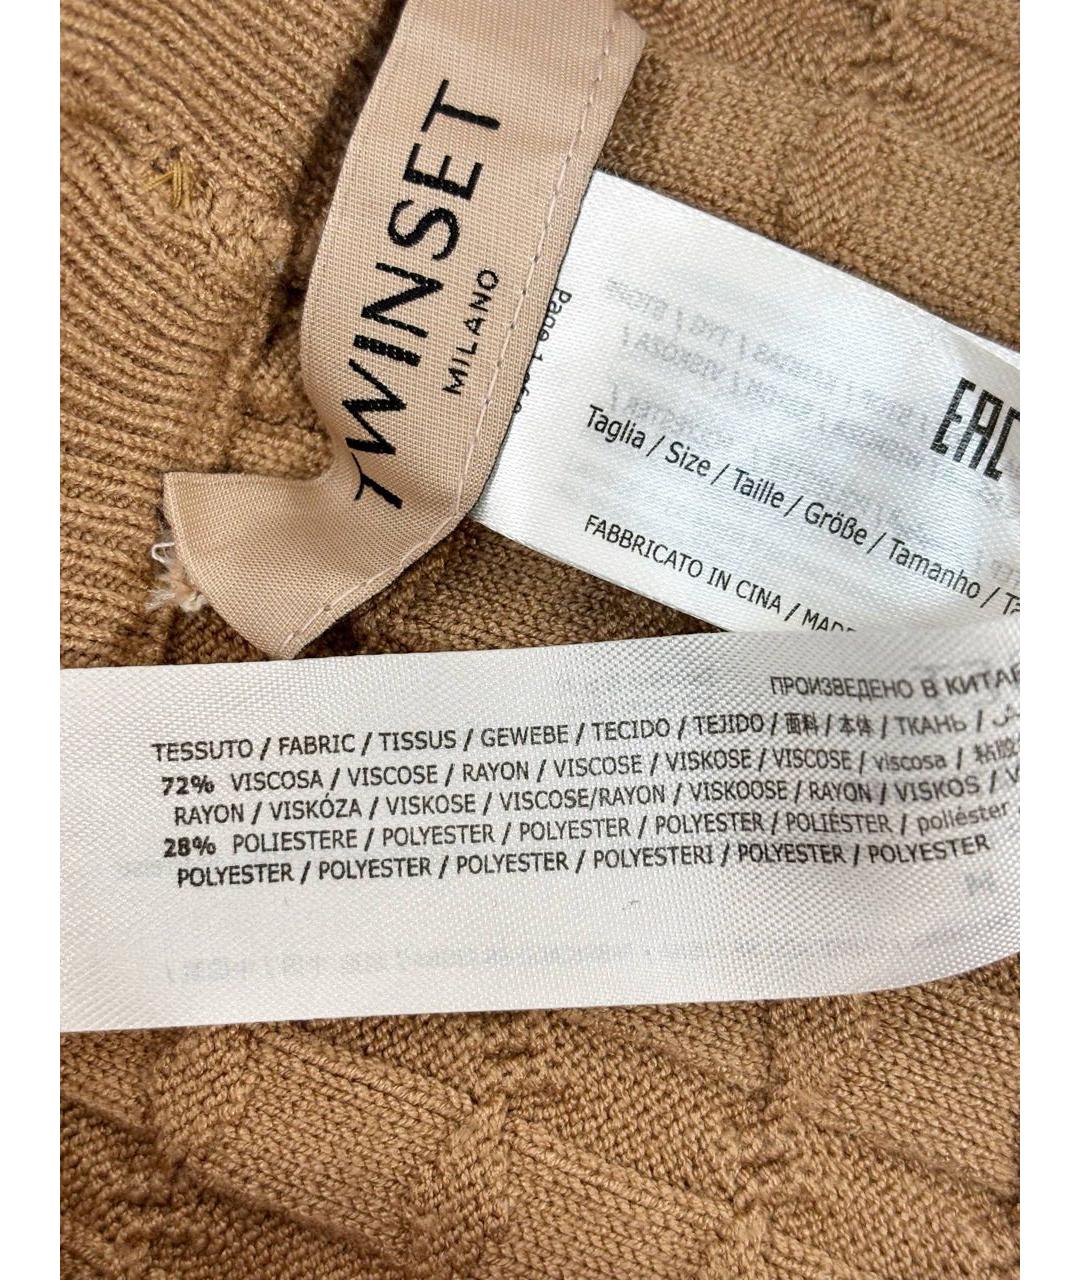 TWINSET
MILANO
EAC
Taglia / Size / Taille / Größe / Tamanho /
FABBRICATO IN CINA /
ПРОИЗВЕДЕНО В
TESSUTO / FABRIC / TISSUS / GEWEBE / TECIDO / TEJIDO / 面料 / 本体 / ТКАНЬ /
72% VISCOSA / VISCOSE / RAYON / VISCOSE / VISKOSE / VISCOSE / viscosa /
RAYON / VISKÓZA / VISKOSE / VISCOSE/RAYON / VISKOOSE / RAYON / VISKOS /
28% POLIESTERE / POLYESTER / POLYESTER / POLYESTER / POLIÉSTER / poliéster
POLYESTER / POLYESTER / POLYESTER / POLYESTERI / POLYESTER / POLYESTER